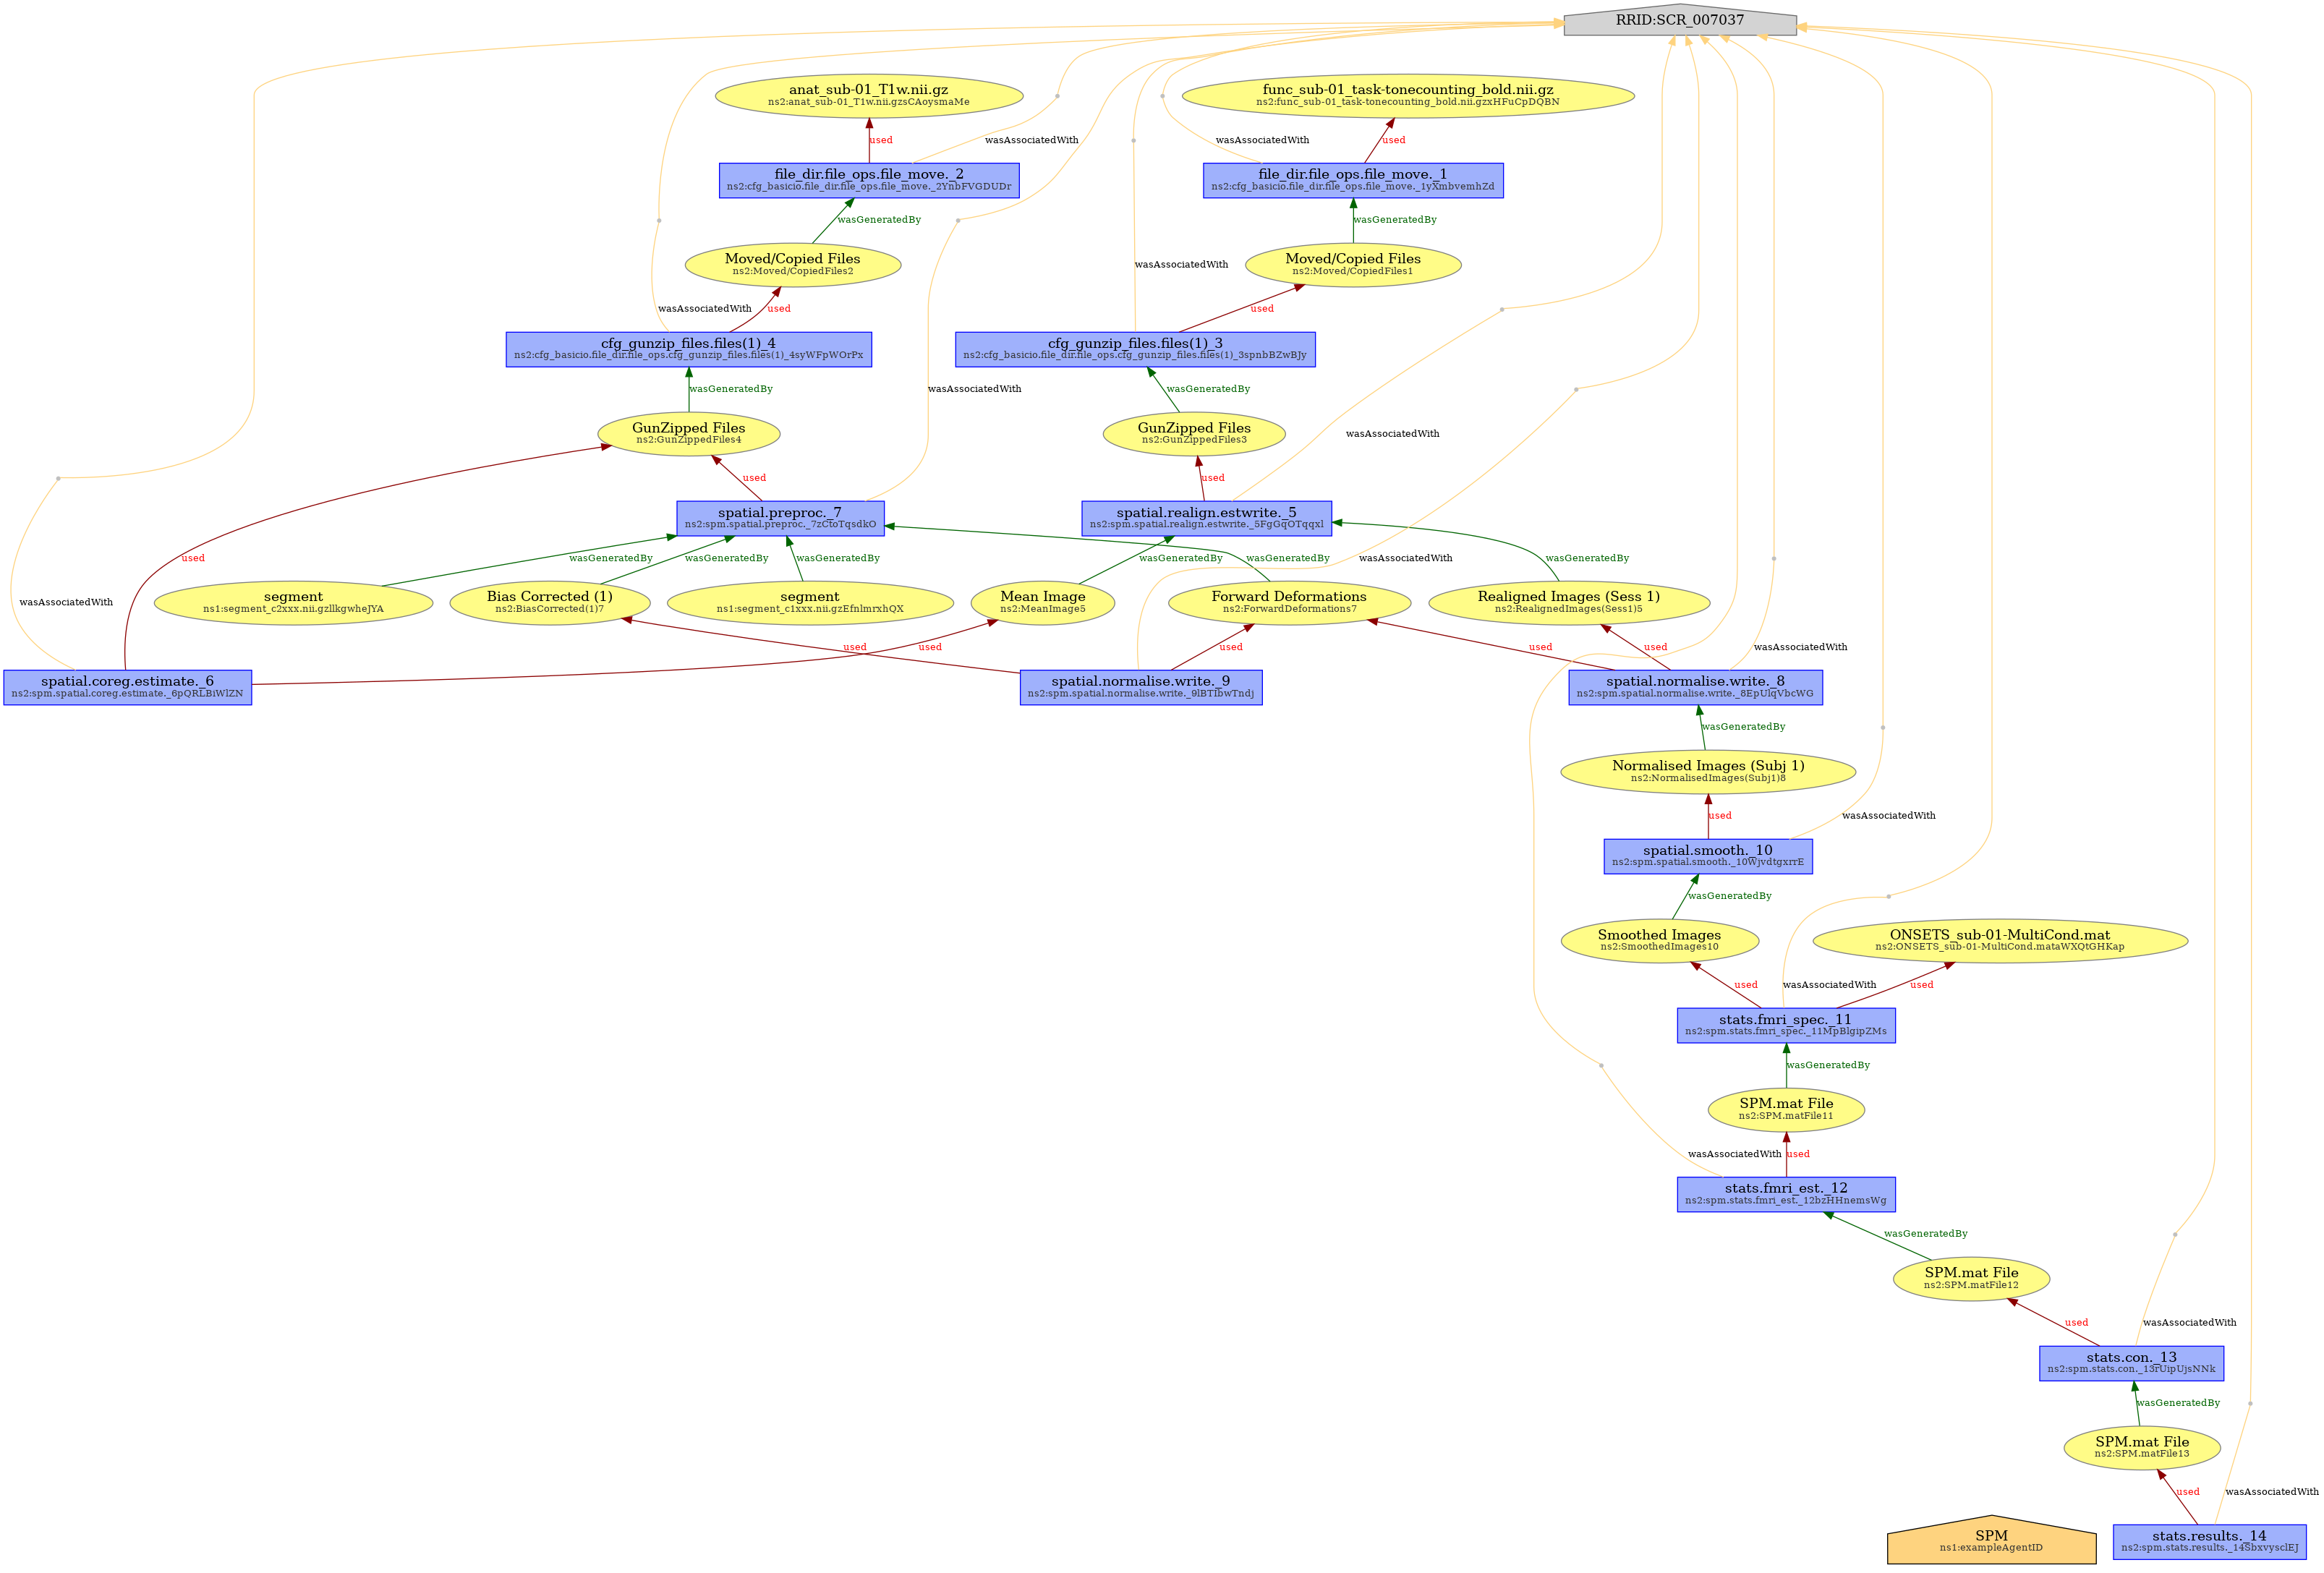 RRID:SCR_007037
anat_sub-01_T1w.nii.gz
ns2:anat_sub-01_T1w.nii.gzsCAoysmaMe
func_sub-01_task-tonecounting_bold.nii.gz
ns2:func_sub-01_task-tonecounting_bold.nii.gzxHFuCpDQBN
used
wasAssociatedWith
wasAssociatedWith
used
file_dir.file_ops.file_move._2
ns2:cfg_basicio.file_dir.file_ops.file_move._2YnbFVGDUDr
file_dir.file_ops.file_move._1
ns2:cfg_basicio.file_dir.file_ops.file_move._1yXmbvemhZd
wasGeneratedBy
wasGeneratedBy
Moved/Copied Files
ns2:Moved/CopiedFiles2
wasAssociatedWith
Moved/Copied Files
ns2:Moved/CopiedFiles1
wasAssociatedWith
used
used
cfg_gunzip_files.files(1)_4
ns2:cfg_basicio.file_dir.file_ops.cfg_gunzip_files.files(1)_4syWFpWOrPx
cfg_gunzip_files.files(1)_3
ns2:cfg_basicio.file_dir.file_ops.cfg_gunzip_files.files(1)_3spnbBZwBJy
wasGeneratedBy
wasAssociatedWith
wasGeneratedBy
GunZipped Files
ns2:GunZippedFiles4
GunZipped Files
ns2:GunZippedFiles3
wasAssociatedWith
used
used
spatial.preproc._7
ns2:spm.spatial.preproc._7zCtoTqsdkO
spatial.realign.estwrite._5
ns2:spm.spatial.realign.estwrite._5FgGqOTqqxl
used
wasGeneratedBy
wasGeneratedBy
wasGeneratedBy
wasGeneratedBy
wasGeneratedBy
wasAssociatedWith
wasGeneratedBy
wasAssociatedWith
segment
ns1:segment_c2xxx.nii.gzllkgwheJYA
Bias Corrected (1)
ns2:BiasCorrected(1)7
segment
ns1:segment_c1xxx.nii.gzEfnlmrxhQX
Mean Image
ns2:MeanImage5
Forward Deformations
ns2:ForwardDeformations7
Realigned Images (Sess 1)
ns2:RealignedImages(Sess1)5
used
used
used
used
used
wasAssociatedWith
spatial.coreg.estimate._6
ns2:spm.spatial.coreg.estimate._6pQRLBiWlZN
spatial.normalise.write._9
ns2:spm.spatial.normalise.write._9lBTlbwTndj
spatial.normalise.write._8
ns2:spm.spatial.normalise.write._8EpUlqVbcWG
wasGeneratedBy
Normalised Images (Subj 1)
ns2:NormalisedImages(Subj1)8
used
wasAssociatedWith
spatial.smooth._10
ns2:spm.spatial.smooth._10WjvdtgxrrE
wasGeneratedBy
Smoothed Images
ns2:SmoothedImages10
ONSETS_sub-01-MultiCond.mat
ns2:ONSETS_sub-01-MultiCond.mataWXQtGHKap
used
wasAssociatedWith
used
stats.fmri_spec._11
ns2:spm.stats.fmri_spec._11MpBlgipZMs
wasGeneratedBy
SPM.mat File
ns2:SPM.matFile11
wasAssociatedWith
used
stats.fmri_est._12
ns2:spm.stats.fmri_est._12bzHHnemsWg
wasGeneratedBy
SPM.mat File
ns2:SPM.matFile12
used
wasAssociatedWith
stats.con._13
ns2:spm.stats.con._13rUipUjsNNk
wasGeneratedBy
SPM.mat File
ns2:SPM.matFile13
used
wasAssociatedWith
SPM
ns1:exampleAgentID
stats.results._14
ns2:spm.stats.results._14SbxvysclEJ